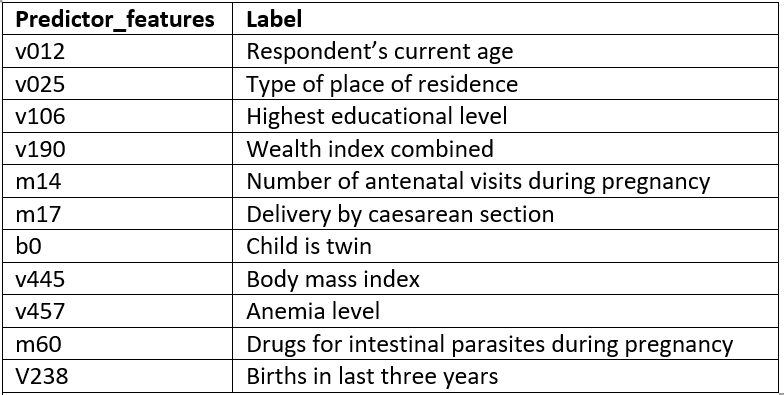 Predictor_features Label
v012 Respondent’s current age
v025 Type of place of residence
v106 Highest educational level
v190 Wealth index combined
m14 Number of antenatal visits during pregnancy
m17 Delivery by caesarean section
b0 Child is twin
v445 Body mass index
v457 Anemia level
m60 Drugs for intestinal parasites during pregnancy
V238 Births in last three years